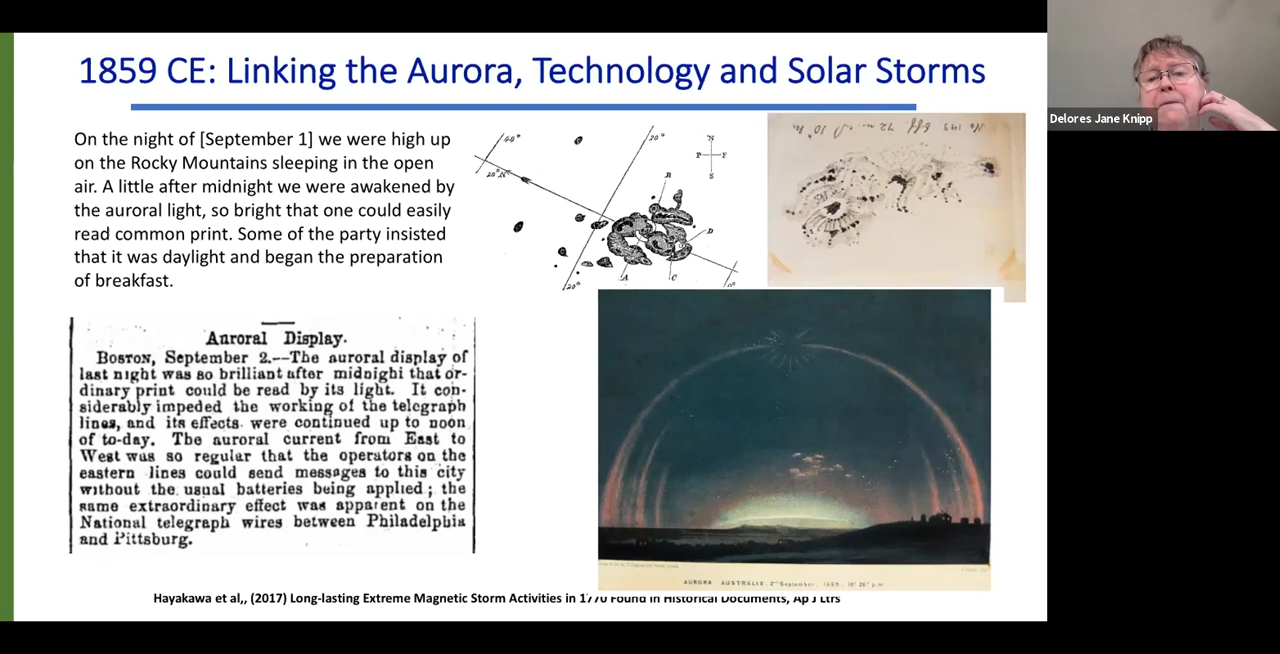 1859 CE: Linking the Aurora, Technology and Solar Storms
Delores Jane Knipp
On the night of [September 1] we were high up
on the Rocky Mountains sleeping in the open
air. A little after midnight we were awakened by
the auroral light, so bright that one could easily
read common print. Some of the party insisted
that it was daylight and began the preparation
of breakfast.
20°
N
B
D
S
A
C
20°
Auroral Display.
BOSTON, September 2.--The auroral display of
last night was so brilliant after midnight that or-
dinary print could be read by its light. It con-
siderably impeded the working of the telegraph
lines, and its effects were continued up to noon
of to-day. The auroral current from East to
West was so regular that the operators on the
eastern lines could send messages to this city
without the usual batteries being applied; the
same extraordinary effect was apparent on the
National telegraph wires between Philadelphia
and Pittsburg.
AURORA AUSTRALIS. 2nd September, 1859
Hayakawa et al,, (2017) Long-lasting Extreme Magnetic Storm Activities in 1770 Found in Historical Documents, Ap J Ltrs